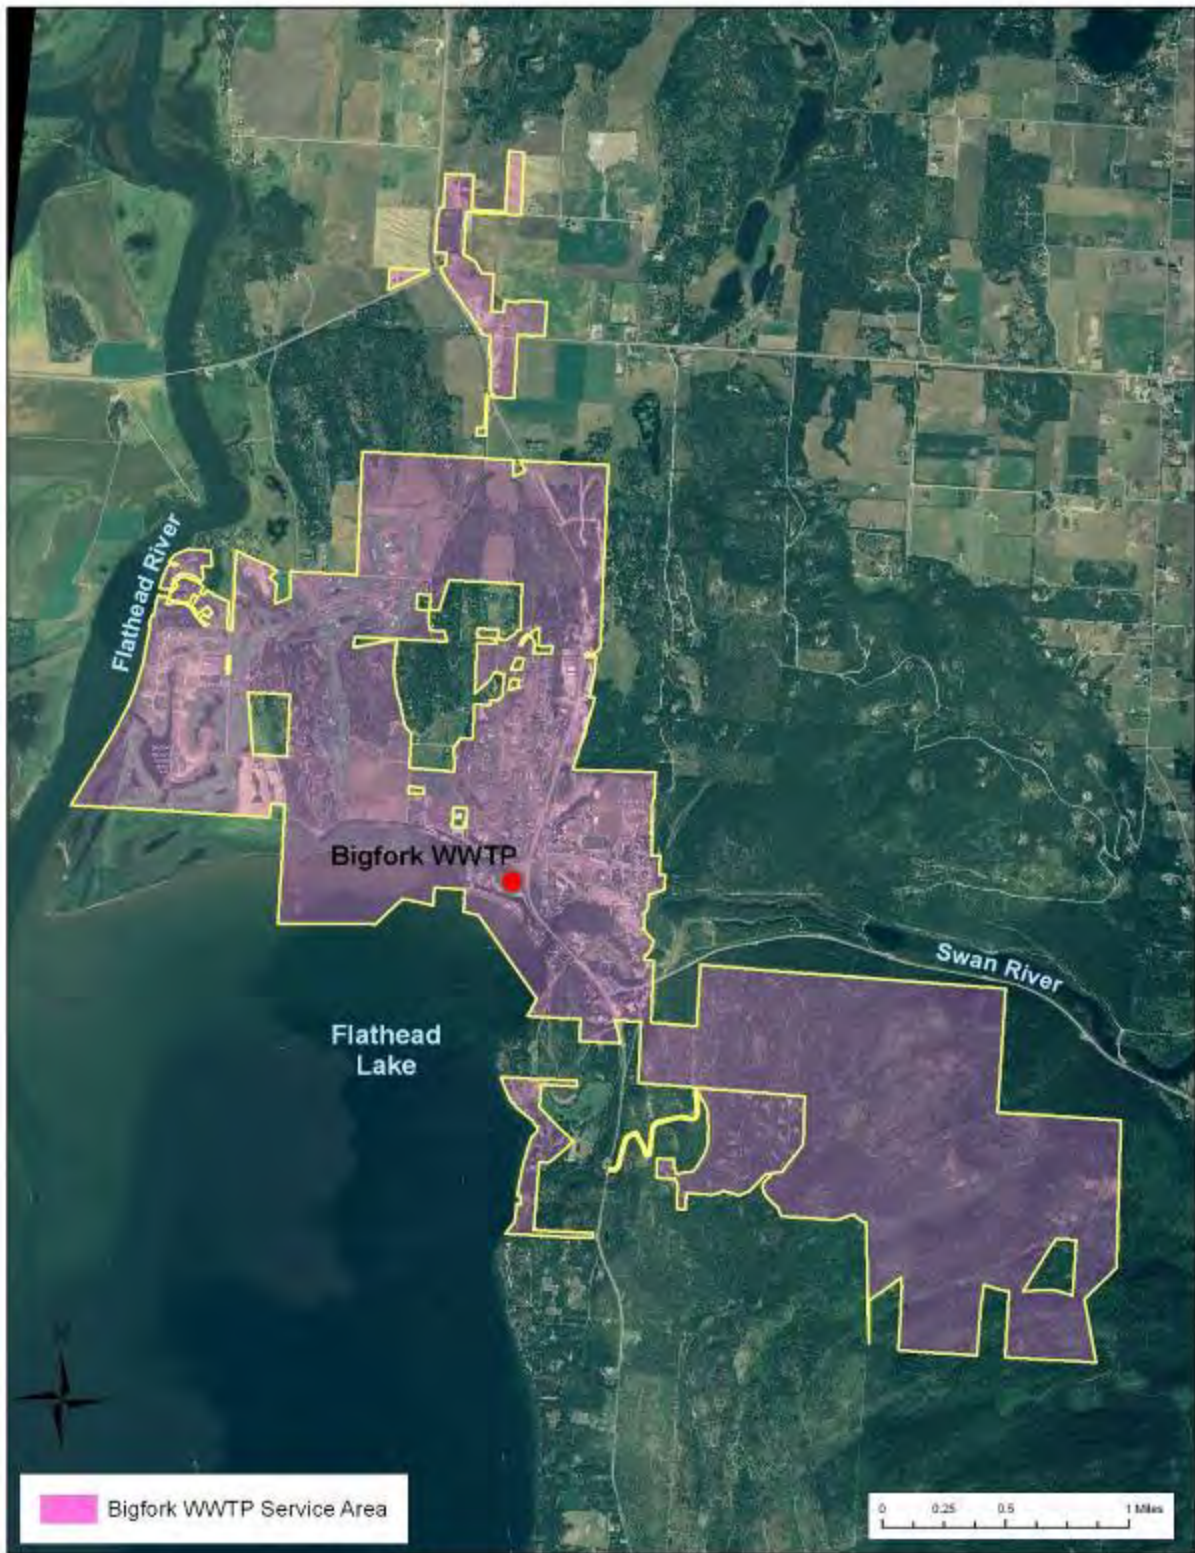 Flathead River
Bigfork WWTP
Swan River
Flathead
Lake
N
Bigfork WWTP Service Area
0 0.25 0.5 1 Miles